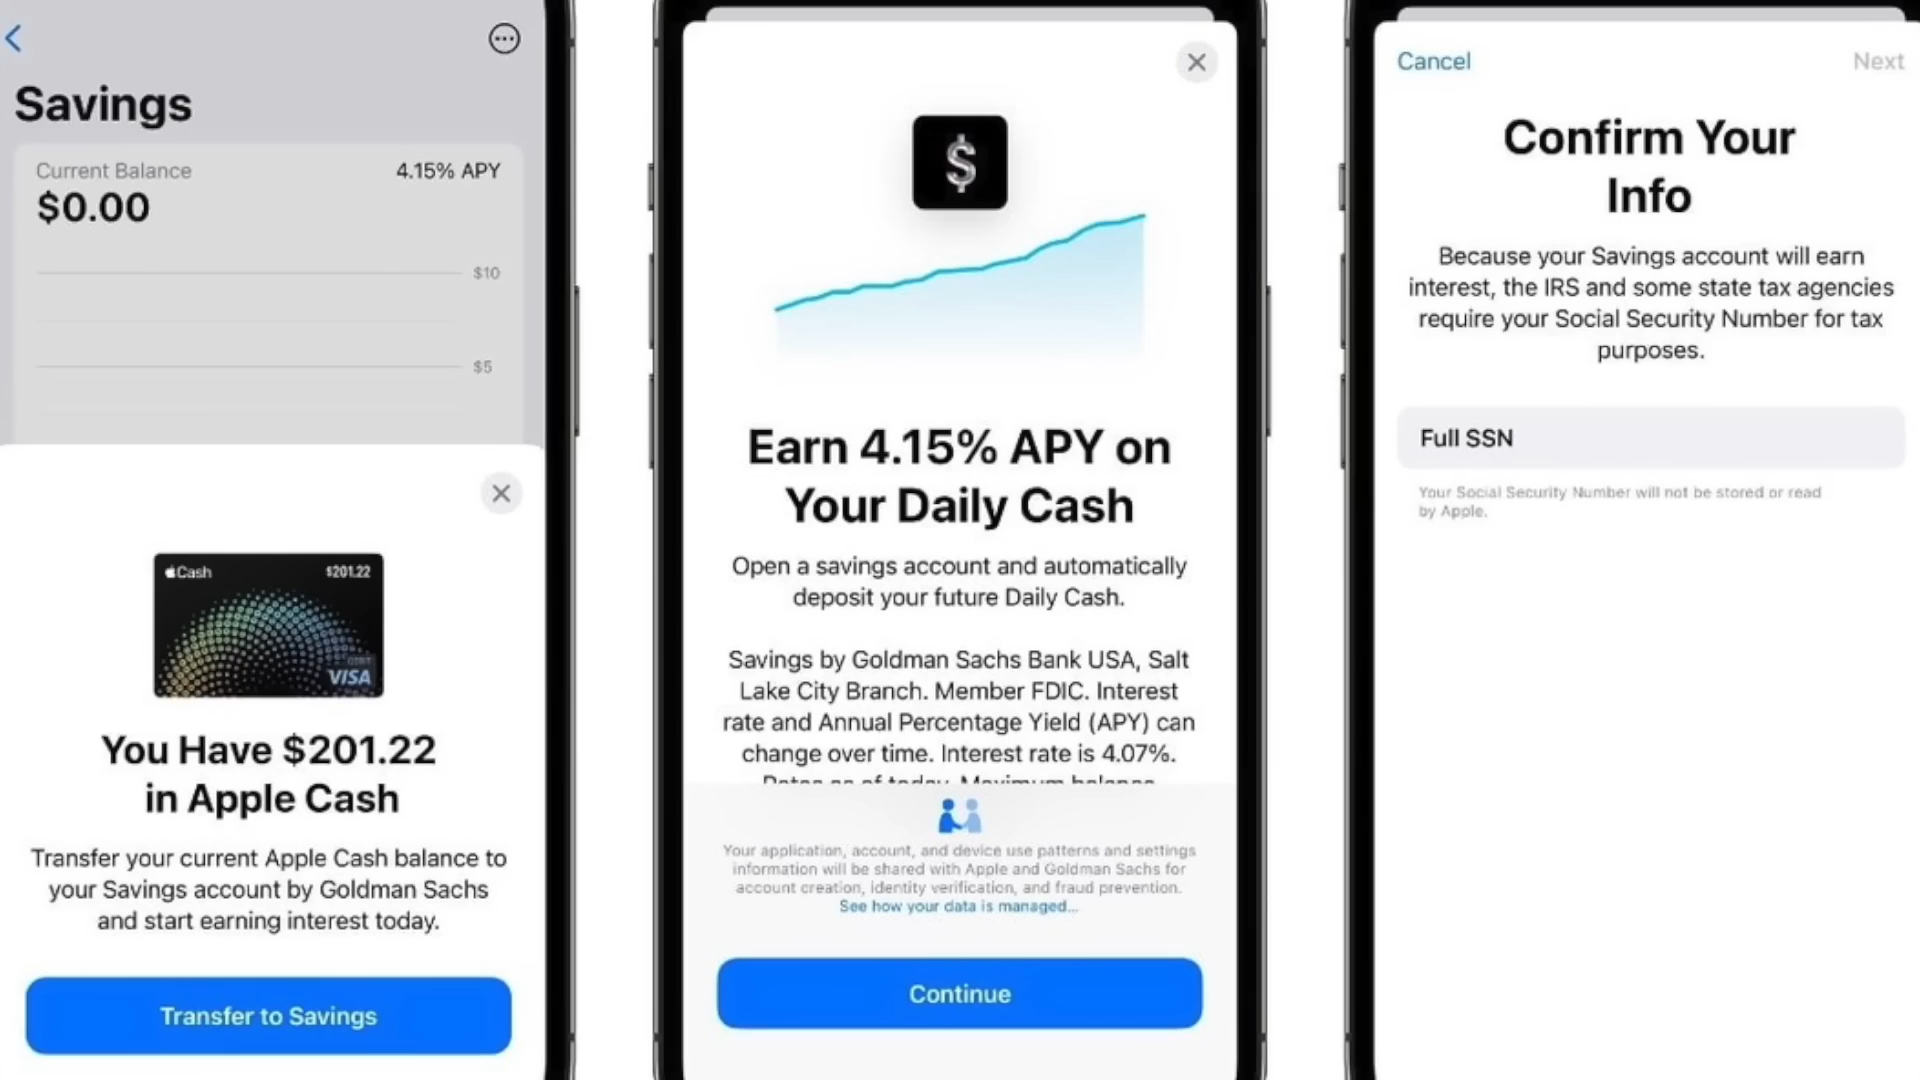 Savings
Current Balance
4.15% APY
$0.00
$10
$5
Cash
$201.22
VISA
You Have $201.22
in Apple Cash
Transfer your current Apple Cash balance to
your Savings account by Goldman Sachs
and start earning interest today.
Transfer to Savings
$
Earn 4.15% APY on
Your Daily Cash
Open a savings account and automatically
deposit your future Daily Cash.
Savings by Goldman Sachs Bank USA, Salt
Lake City Branch. Member FDIC. Interest
rate and Annual Percentage Yield (APY) can
change over time. Interest rate is 4.07%.
Rates as of today. Maximum balance
Your application, account, and device use patterns and settings
information will be shared with Apple and Goldman Sachs for
account creation, identity verification, and fraud prevention.
See how your data is managed...
Continue
Cancel
Next
Confirm Your
Info
Because your Savings account will earn
interest, the IRS and some state tax agencies
require your Social Security Number for tax
purposes.
Full SSN
Your Social Security Number will not be stored or read
by Apple.